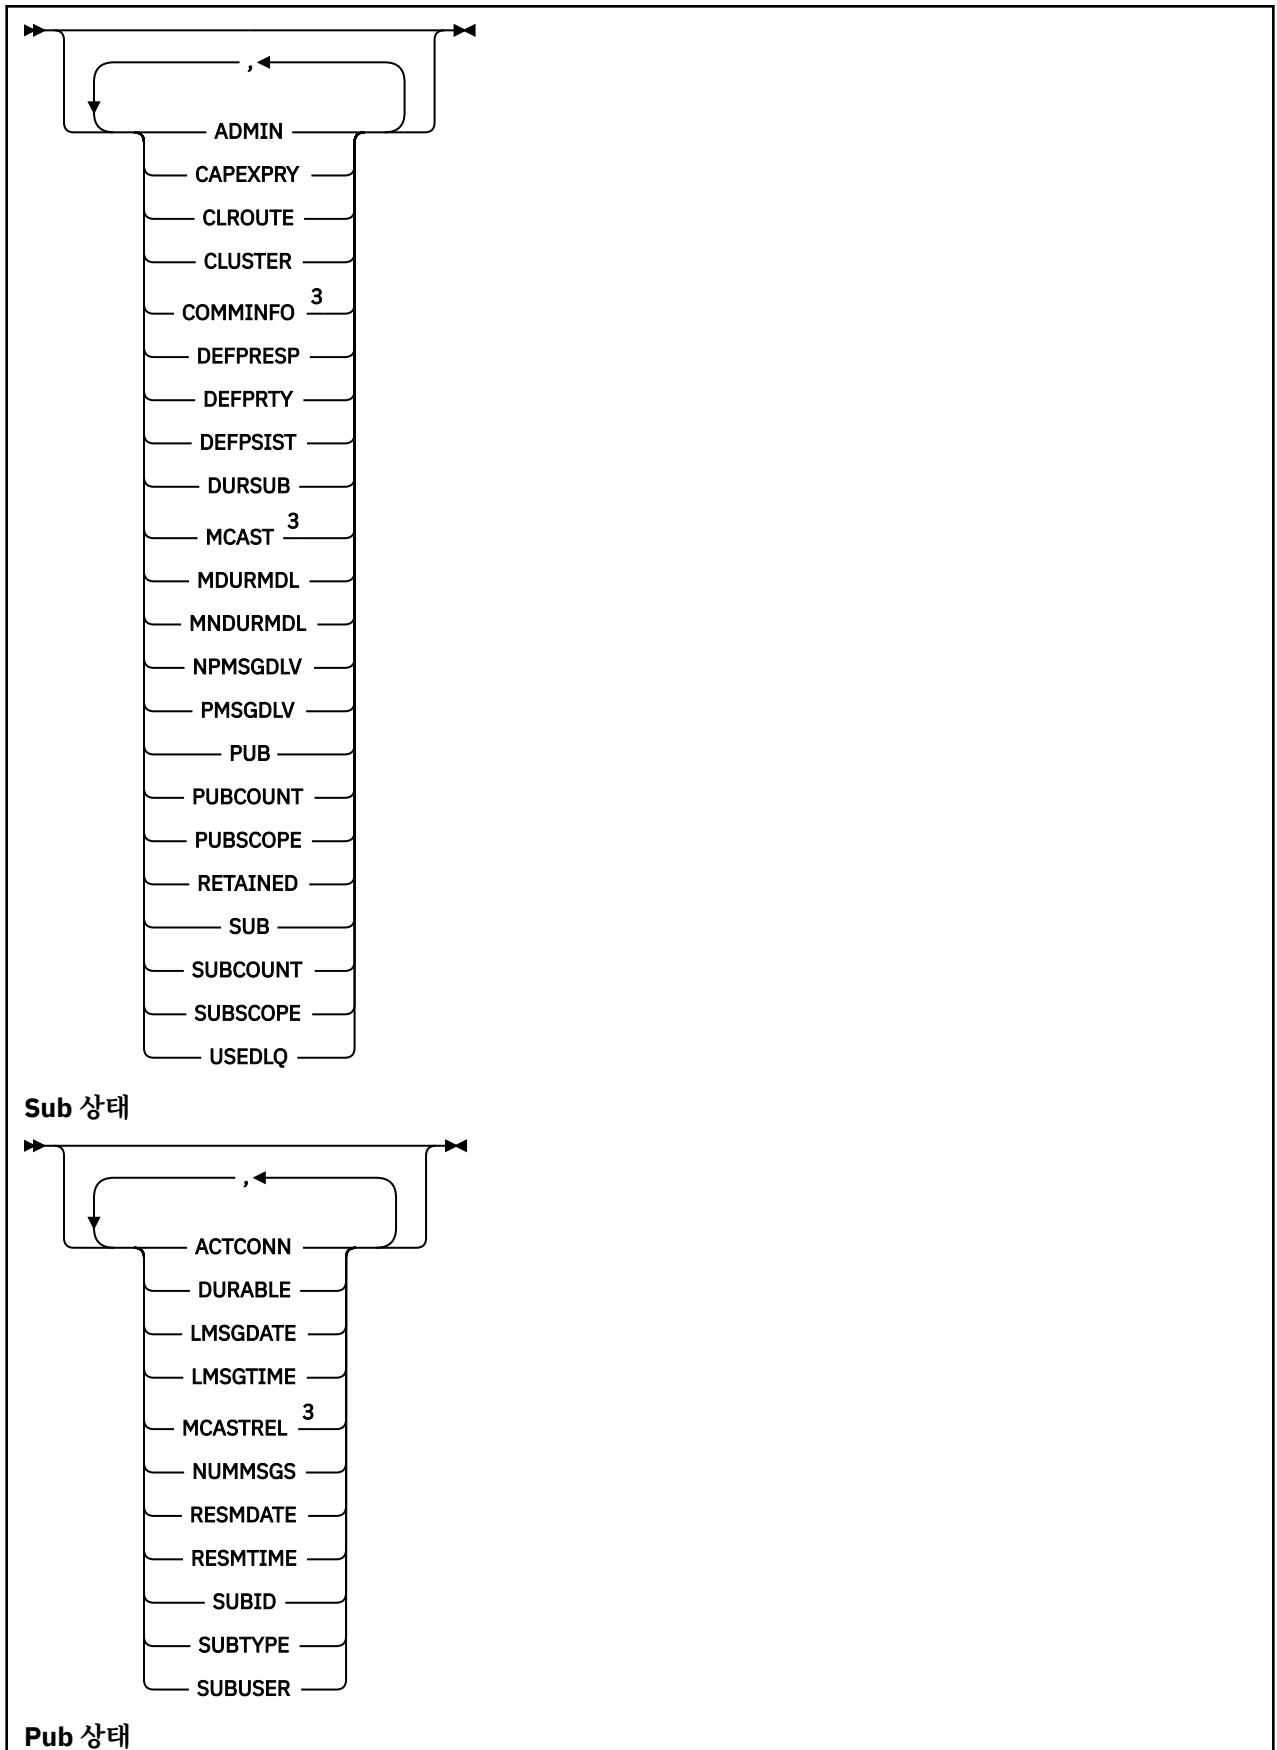 ,
ADMIN
CAPEXPRY
CLROUTE
CLUSTER
COMMINFO 3
DEFPRESP
DEFPRTY
DEFPSIST
DURSUB
MCAST 3
MDURMDL
MNDURMDL
NPMSGDLV
PMSGDLV
PUB
PUBCOUNT
PUBSCOPE
RETAINED
SUB
SUBCOUNT
SUBSCOPE
USEDLQ
Sub 상태
,
ACTCONN
DURABLE
LMSGDATE
LMSGTIME
MCASTREL 3
NUMMSGS
RESMDATE
RESMTIME
SUBID
SUBTYPE
SUBUSER
Pub 상태